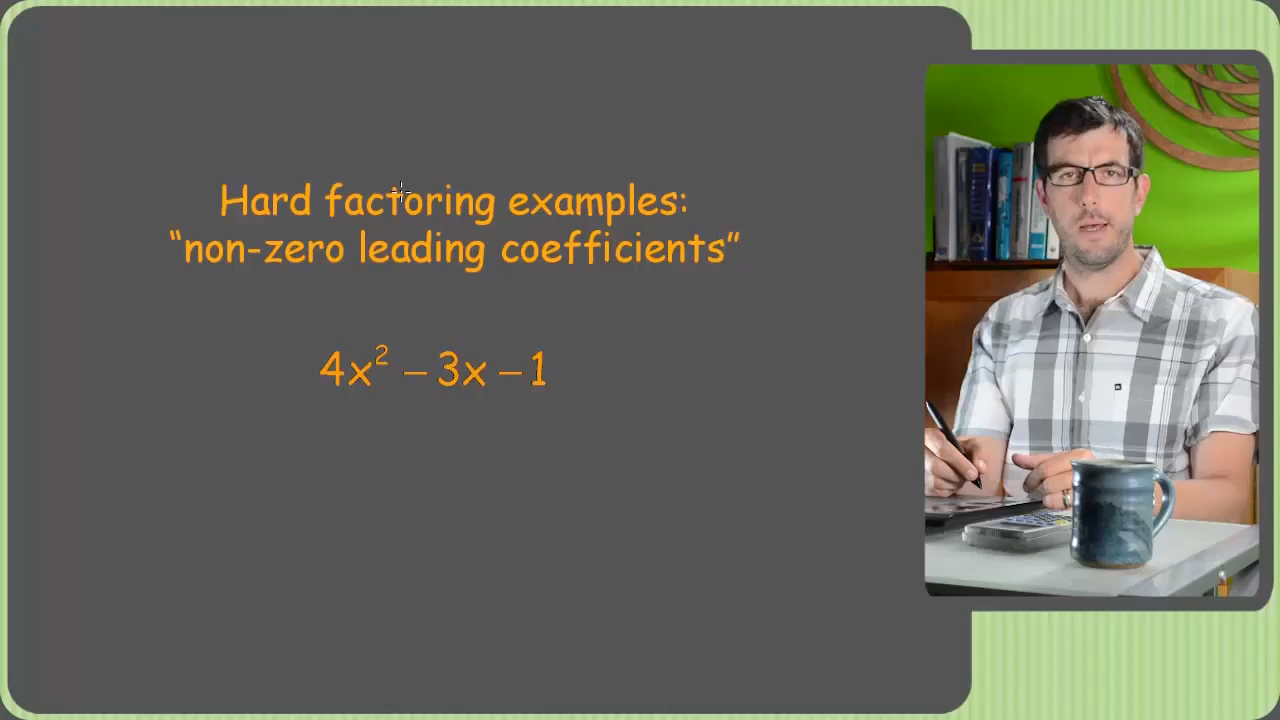 Hard factoring examples:
“non-zero leading coefficients”
4x² – 3x – 1